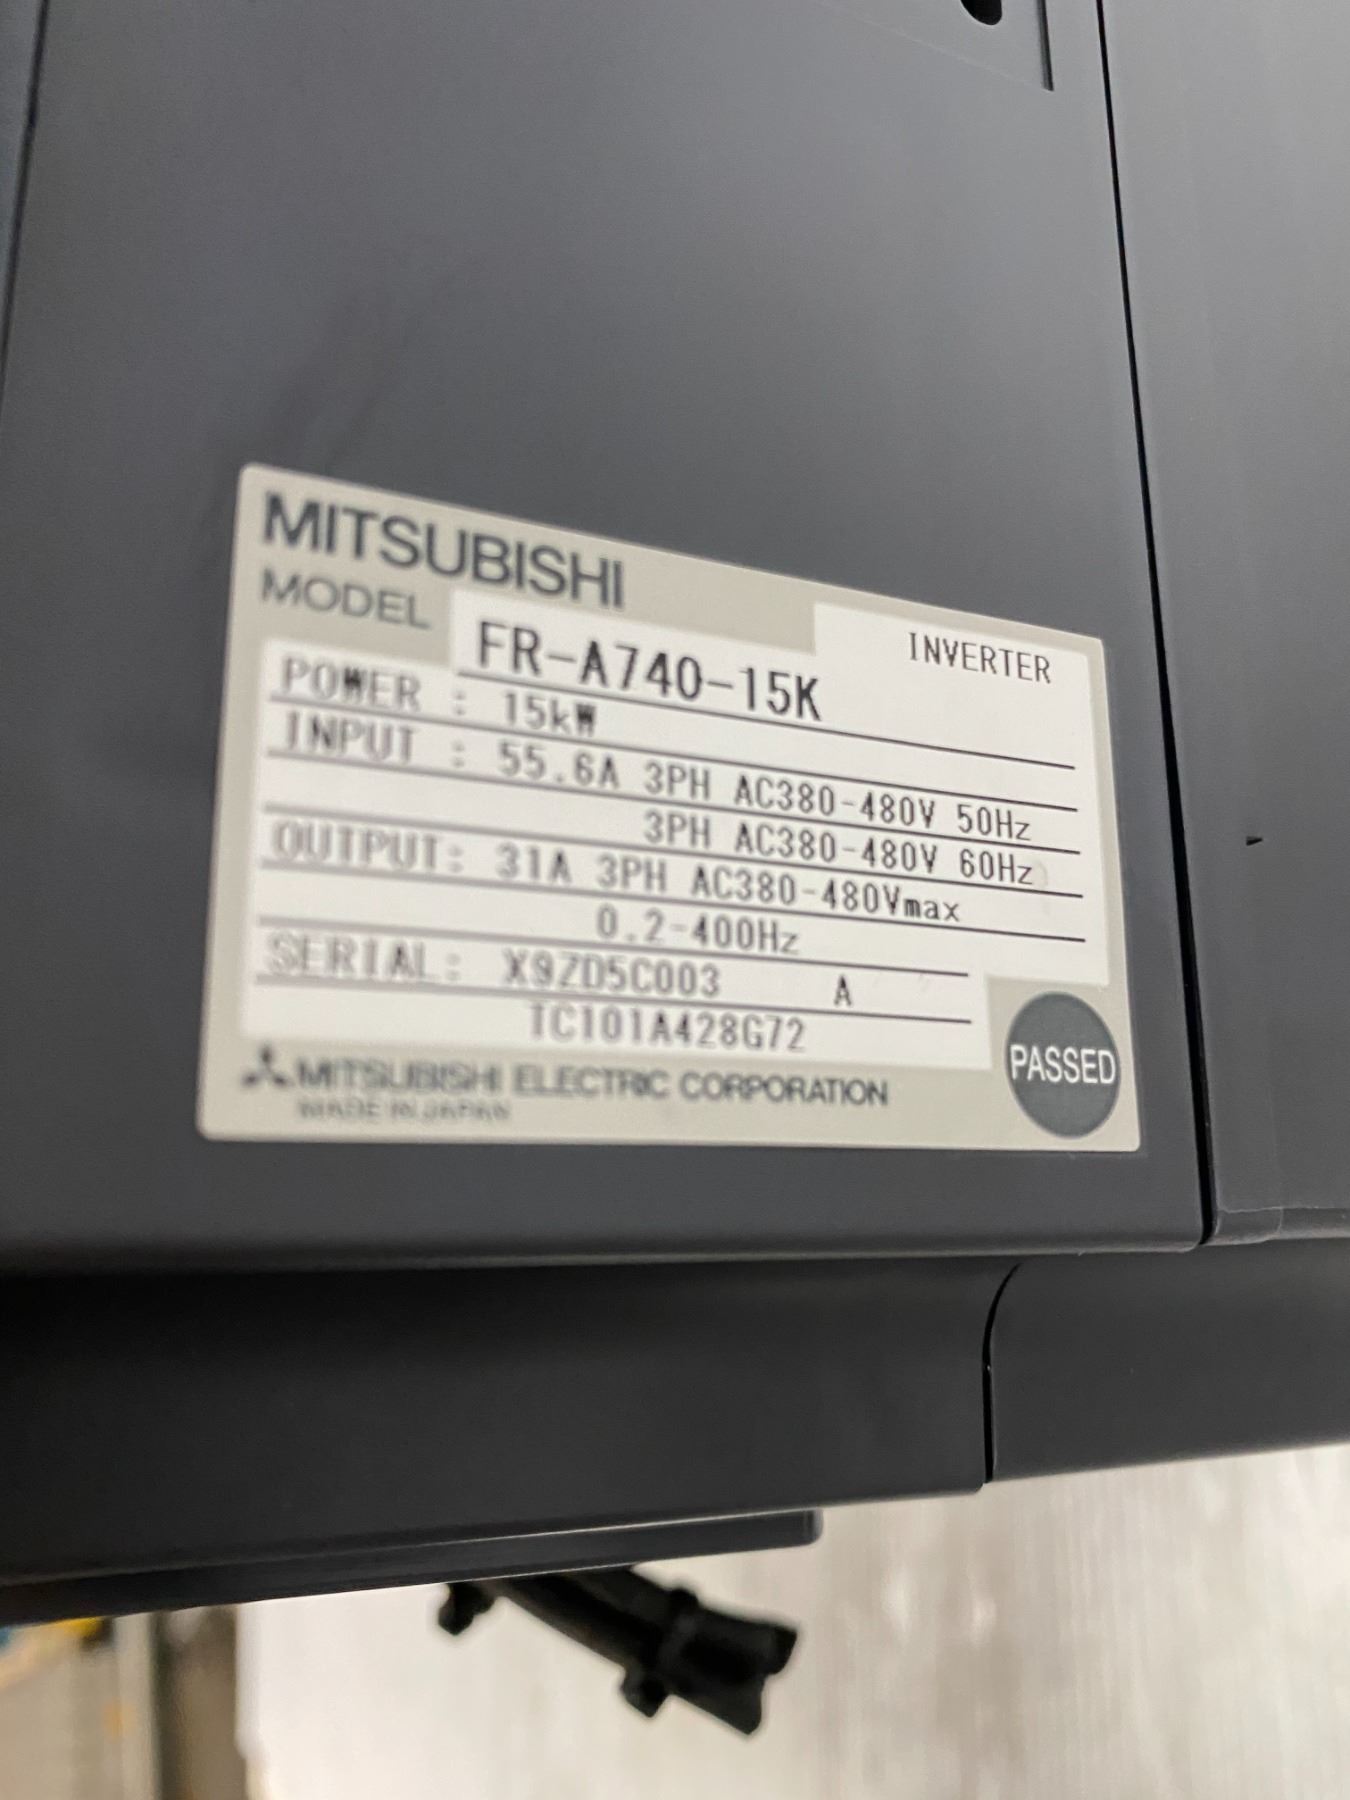 MITSUBISHI
MODEL FR-A740-15K INVERTER
POWER : 15kW
INPUT : 55.6A 3PH AC380-480V 50Hz
3PH AC380-480V 60Hz
OUTPUT: 31A 3PH AC380-480Vmax
0.2-400Hz
SERIAL: X9ZD5C003 A
TC101A428G72
PASSED
MITSUBISHI ELECTRIC CORPORATION
MADE IN JAPAN